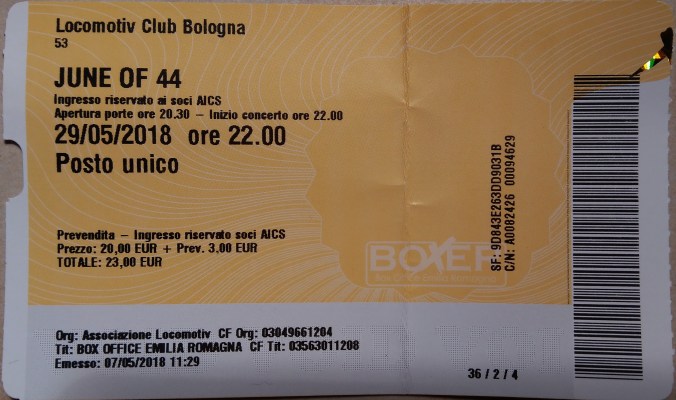 Locomotiv Club Bologna
53
JUNE OF 44
Ingresso riservato ai soci AICS
Apertura porte ore 20.30 – Inizio concerto ore 22.00
29/05/2018 ore 22.00
Posto unico
Prevendita – Ingresso riservato soci AICS
Prezzo: 20,00 EUR + Prev. 3,00 EUR
TOTALE: 23,00 EUR
BOXER
SF: 9D843E263DD9031B
C/N: A0082426 00094629
Org: Associazione Locomotiv CF Org: 03049661204
Tit: BOX OFFICE EMILIA ROMAGNA CF Tit: 03563011208
Emesso: 07/05/2018 11:29
36 / 2 / 4